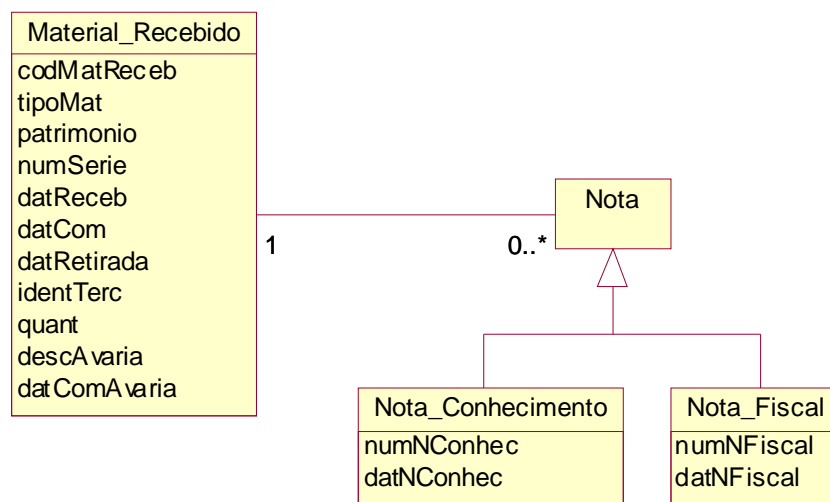 Material_Recebido
codMatReceb
tipoMat
patrimonio
numSerie
datReceb
datCom
datRetirada
identTerc
quant
descAvaria
datComAvaria
1
0..*
Nota
Nota_Conhecimento
numNConhec
datNConhec
Nota_Fiscal
numNFiscal
datNFiscal